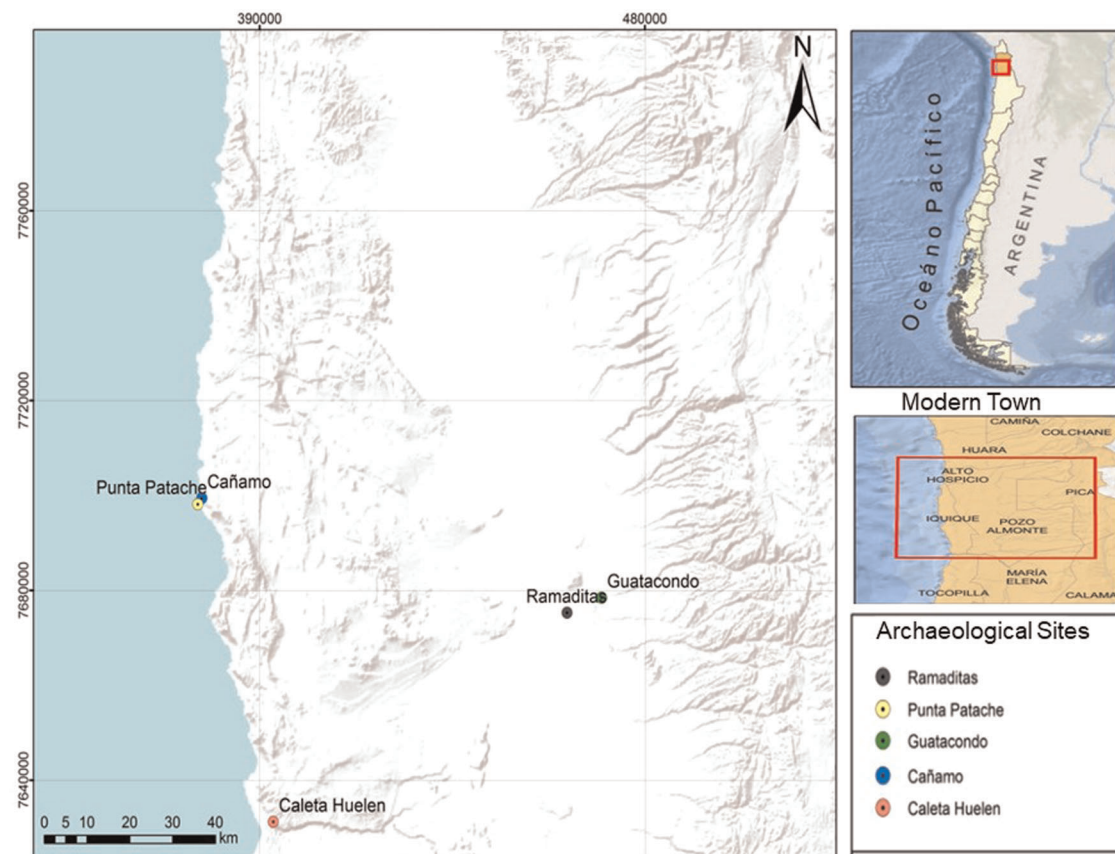 390000
480000
N
7760000
7720000
7680000
7640000
Punta Patache
Cañamo
Guatacondo
Ramaditas
Caleta Huelen
0 5 10 20 30 40
km
Oceáno Pacífico
ARGENTINA
Modern Town
CAMIÑA
COLCHANE
HUARA
ALTO
HOSPICIO
PICA
IQUIQUE
POZO
ALMONTE
MARÍA
ELENA
TOCOPILLA
CALAMA
Archaeological Sites
Ramaditas
Punta Patache
Guatacondo
Cañamo
Caleta Huelen